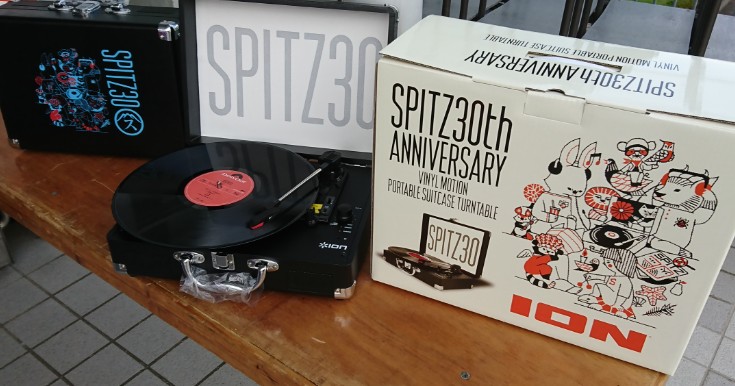 SPITZ30
SPITZ30
ION
SPITZ30th ANNIVERSARY
VINYL MOTION PORTABLE SUITCASE TURNTABLE
SPITZ30th
ANNIVERSARY
VINYL MOTION
PORTABLE SUITCASE TURNTABLE
SPITZ30
ION